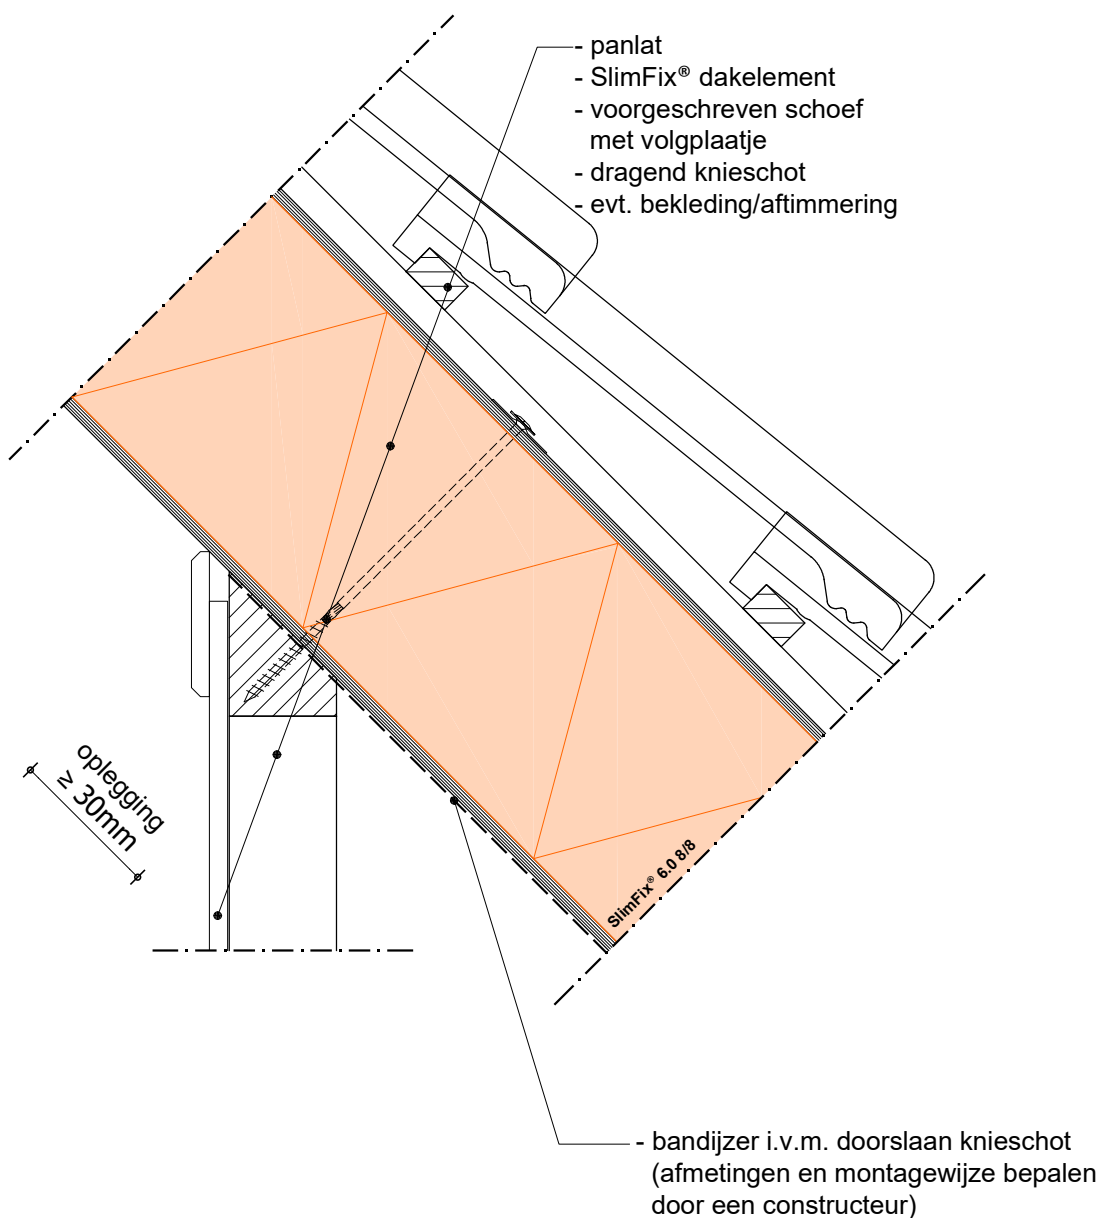 - panlat
- SlimFix® dakelement
- voorgeschreven schoef
met volgplaatje
- dragend knieschot
- evt. bekleding/aftimmering
oplegging
≥ 30mm
SlimFix® 6.0 8/8
- bandijzer i.v.m. doorslaan knieschot
(afmetingen en montagewijze bepalen
door een constructeur)